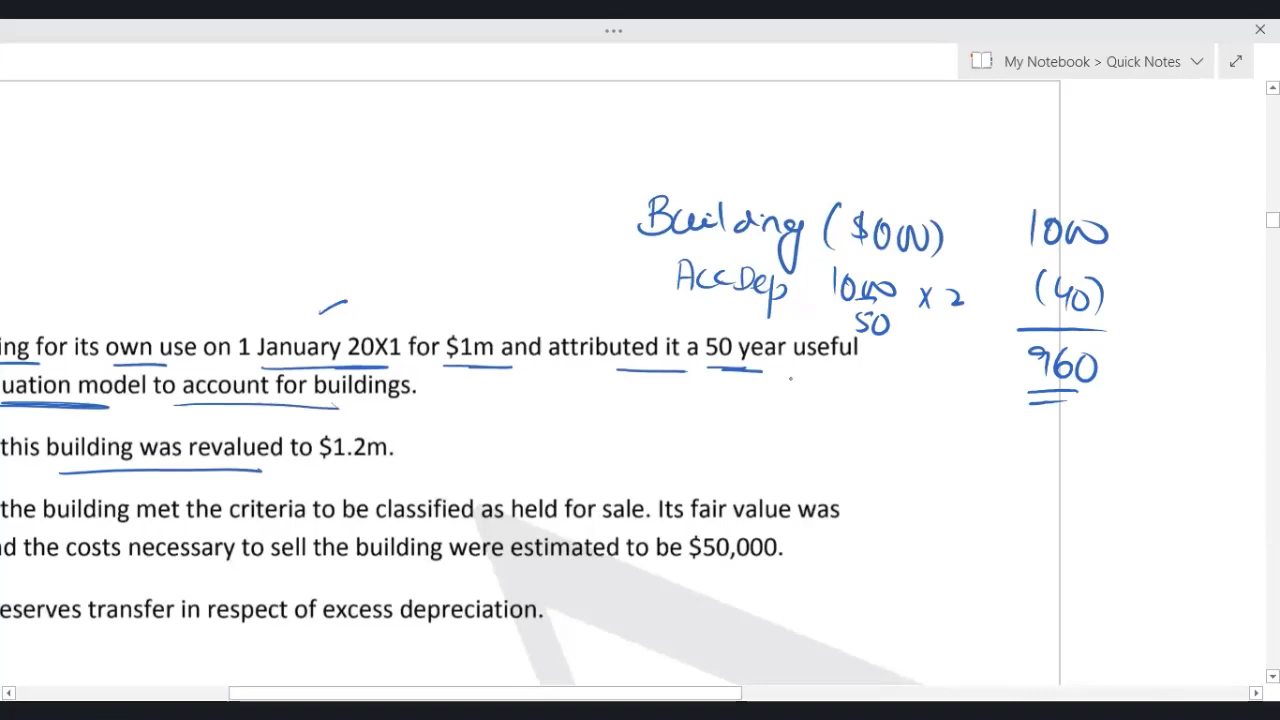 My Notebook > Quick Notes
Building ($000) 1000
Acc Dep 1000 x 2 (40)
50
960
ing for its own use on 1 January 20X1 for $1m and attributed it a 50 year useful
uation model to account for buildings.
this building was revalued to $1.2m.
the building met the criteria to be classified as held for sale. Its fair value was
d the costs necessary to sell the building were estimated to be $50,000.
eserves transfer in respect of excess depreciation.